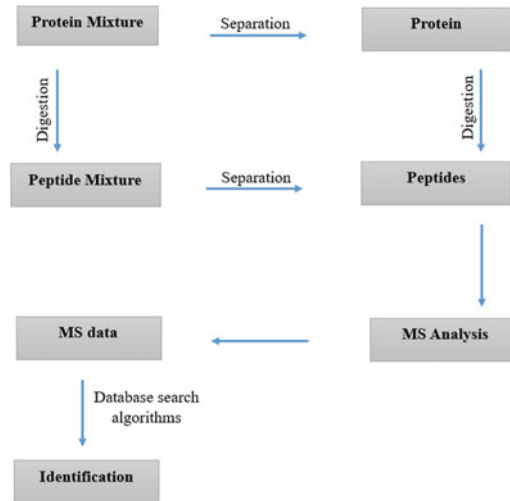 Protein Mixture
Separation
Protein
Digestion
Digestion
Peptide Mixture
Separation
Peptides
MS data
MS Analysis
Database search
algorithms
Identification